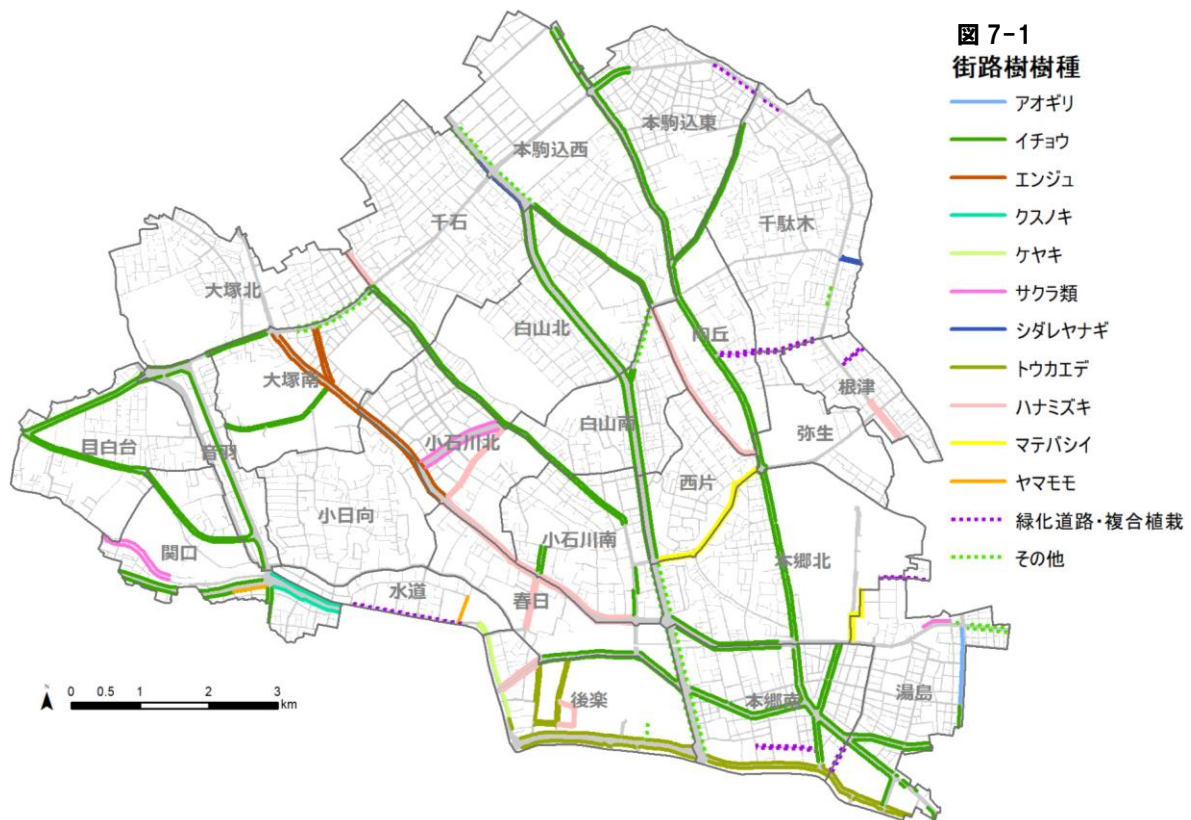 図 7-1
街路樹樹種
アオギリ
イチョウ
エンジュ
クスノキ
ケヤキ
サクラ類
シダレヤナギ
トウカエデ
ハナミズキ
マテバシイ
ヤマモモ
緑化道路・複合植栽
その他
本駒込東
本駒込西
千石
千駄木
大塚北
白山北
向丘
大塚南
根津
目白台
音羽
小石川北
白山南
弥生
西片
小日向
小石川南
関口
本郷北
水道
春日
後楽
本郷南
湯島
0 0.5 1 2 3
km